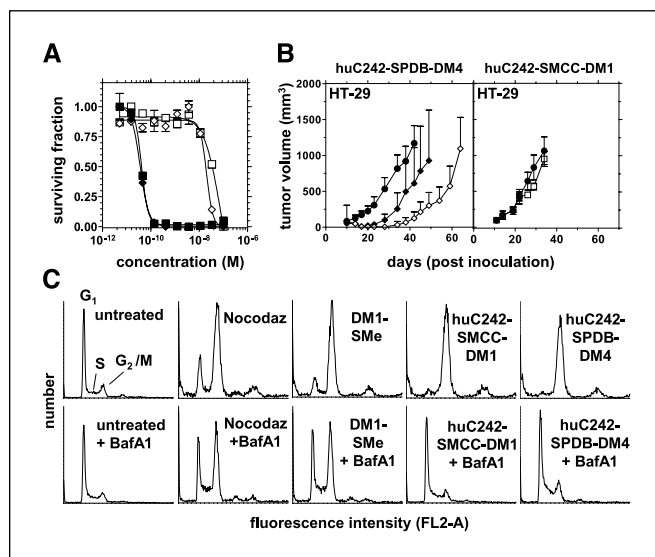 A
surviving fraction
1.00
0.75
0.50
0.25
0.00
10-12 10-10 10-8 10-6
concentration (M)
B
huC242-SPDB-DM4 huC242-SMCC-DM1
tumor volume (mm3)
2000
1500
1000
500
0
HT-29
HT-29
0 20 40 60
0 20 40 60
days (post inoculation)
C
number
G1
untreated
S
G2/M
Nocodaz
DM1-
SMe
huC242-
SMCC-
DM1
huC242-
SPDB-
DM4
untreated
+ BafA1
Nocodaz
+BafA1
DM1-
SMe
+ BafA1
huC242-
SMCC-DM1
+ BafA1
huC242-
SPDB-DM4
+ BafA1
fluorescence intensity (FL2-A)